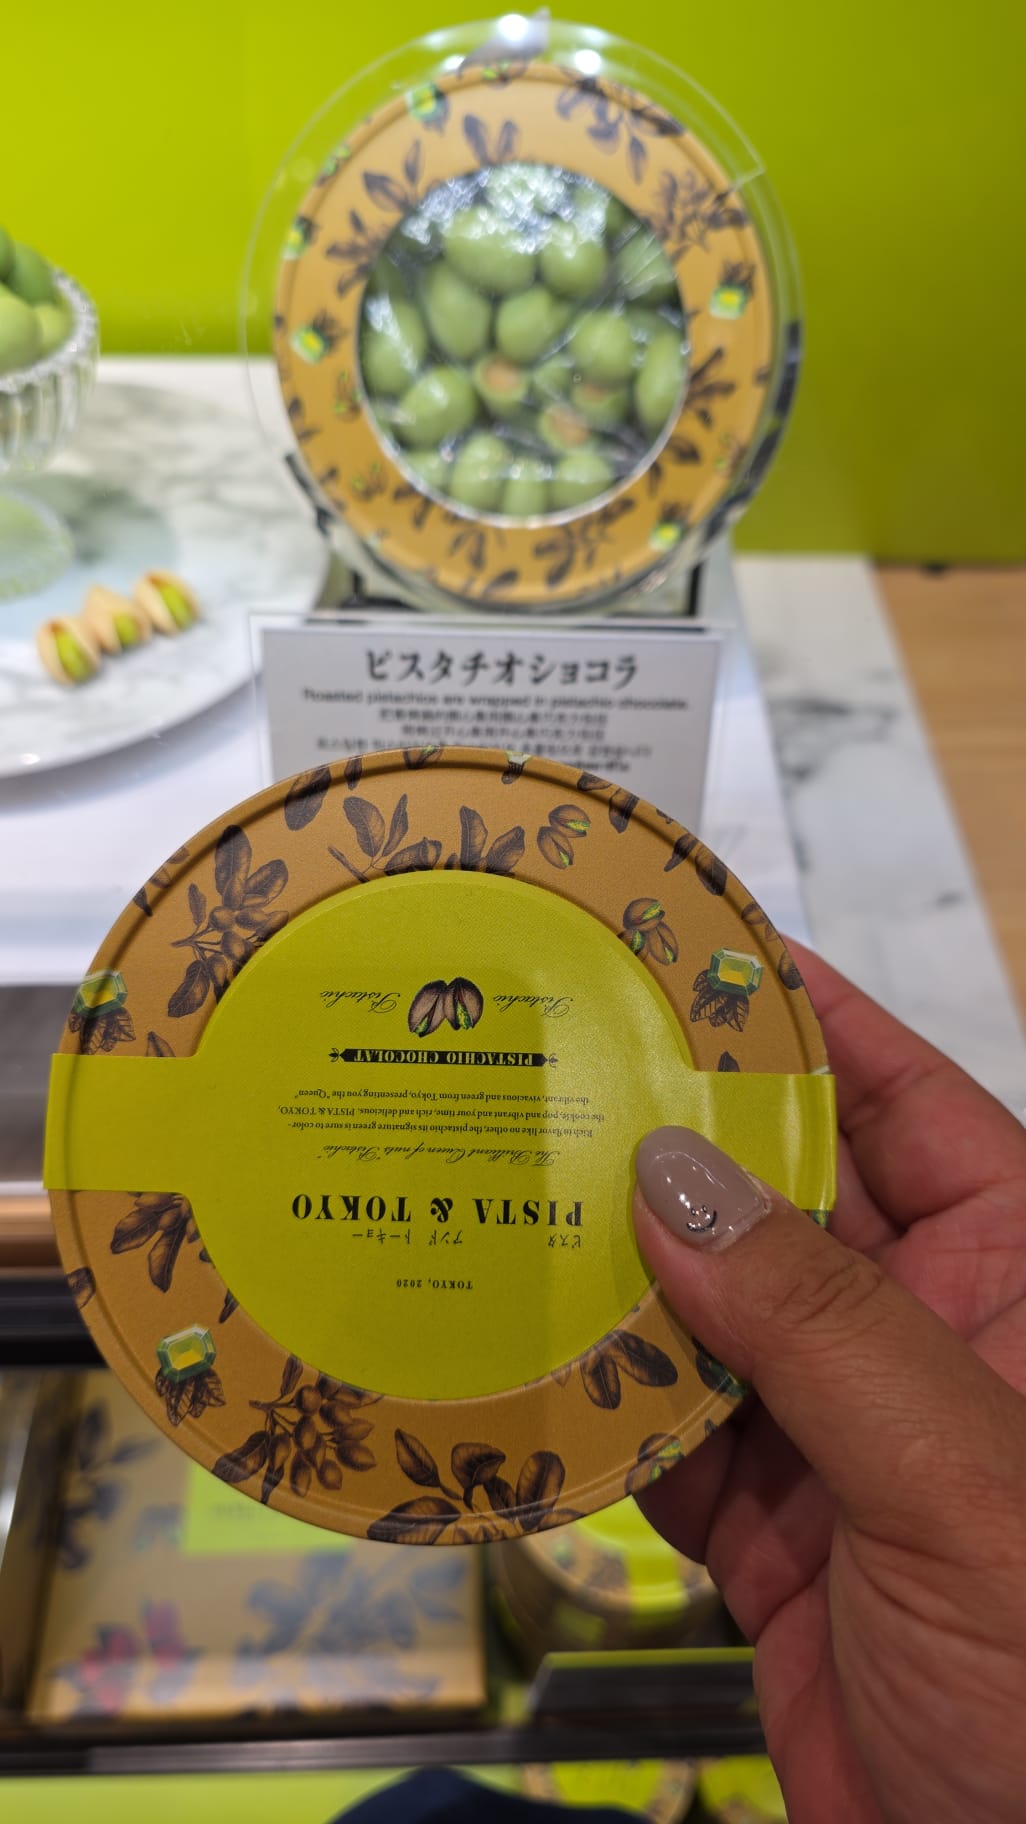 ピスタチオショコラ
Roasted pistachios are wrapped in pistachio chocolate.
TOKYO, 2020
ピスタ アンド トーキョー
PISTA & TOKYO
The Brilliant Queen of nuts "Pistachio"
Rich to flavor like no other, the pistachio its signature green is sure to color-
the cookie, pop and vibrant and your time, rich and delicious. PISTA & TOKYO,
the vibrant, vivacious and green from Tokyo, presenting you the "Queen"
PISTACHIO CHOCOLAT
Pistachio Pistachio